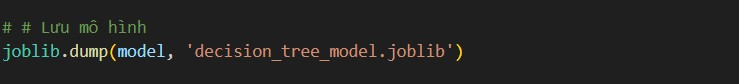 # # Lưu mô hình
joblib.dump(model, 'decision_tree_model.joblib')